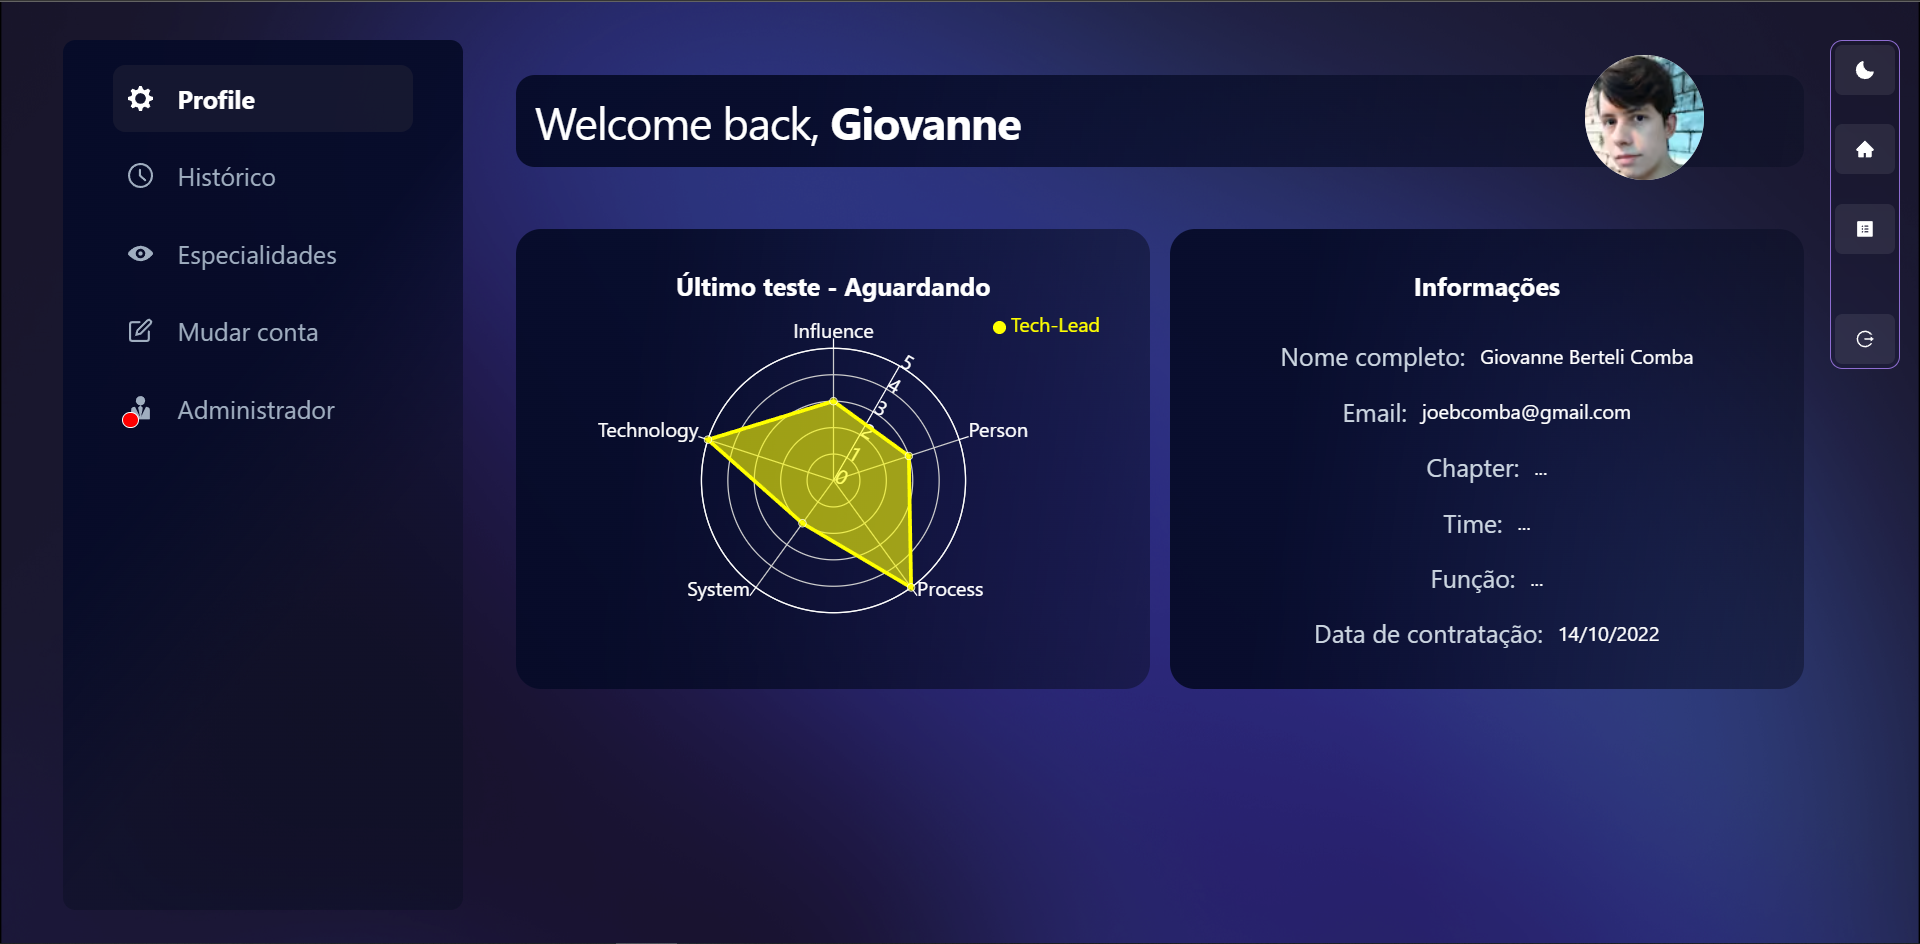 Profile
Histórico
Especialidades
Mudar conta
Administrador
Welcome back, Giovanne
Último teste - Aguardando
Tech-Lead
Influence
Person
Process
System
Technology
5
4
3
2
1
0
Informações
Nome completo: Giovanne Berteli Comba
Email: joebcomba@gmail.com
Chapter: ...
Time: ...
Função: ...
Data de contratação: 14/10/2022